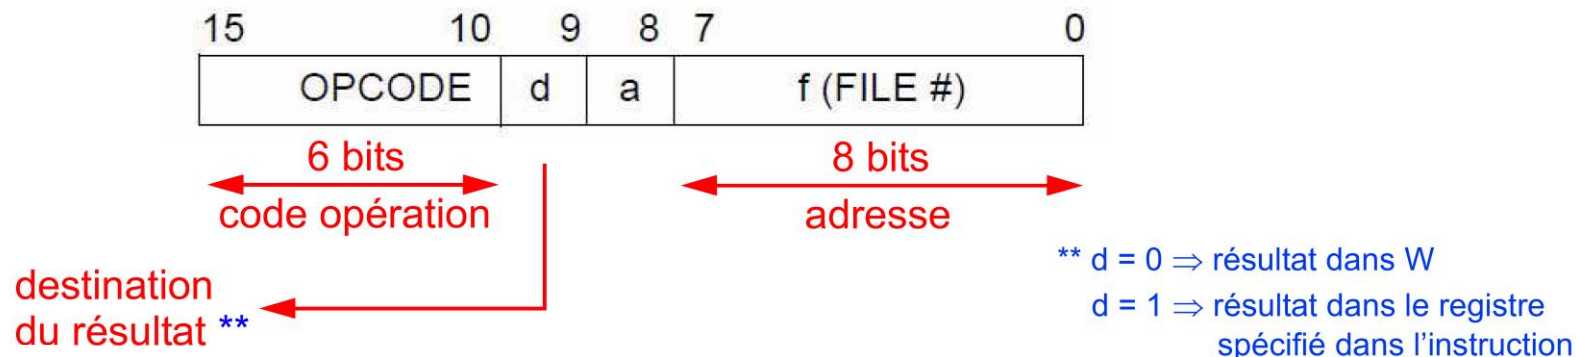 15 10 9 8 7 0
OPCODE d a f (FILE #)
6 bits 8 bits
code opération adresse
destination
du résultat **
** d = 0 ⇒ résultat dans W
d = 1 ⇒ résultat dans le registre
spécifié dans l'instruction